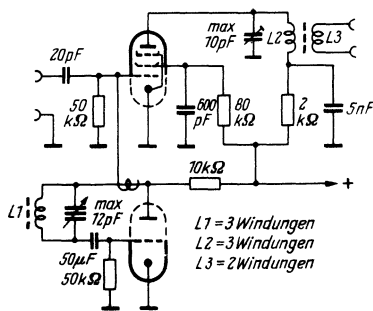 max
10pF
L2
L3
20pF
50
kΩ
600
pF
80
kΩ
2
kΩ
5nF
10kΩ
+
L1
max
12pF
50µF
50kΩ
L1 = 3 Windungen
L2 = 3 Windungen
L3 = 2 Windungen